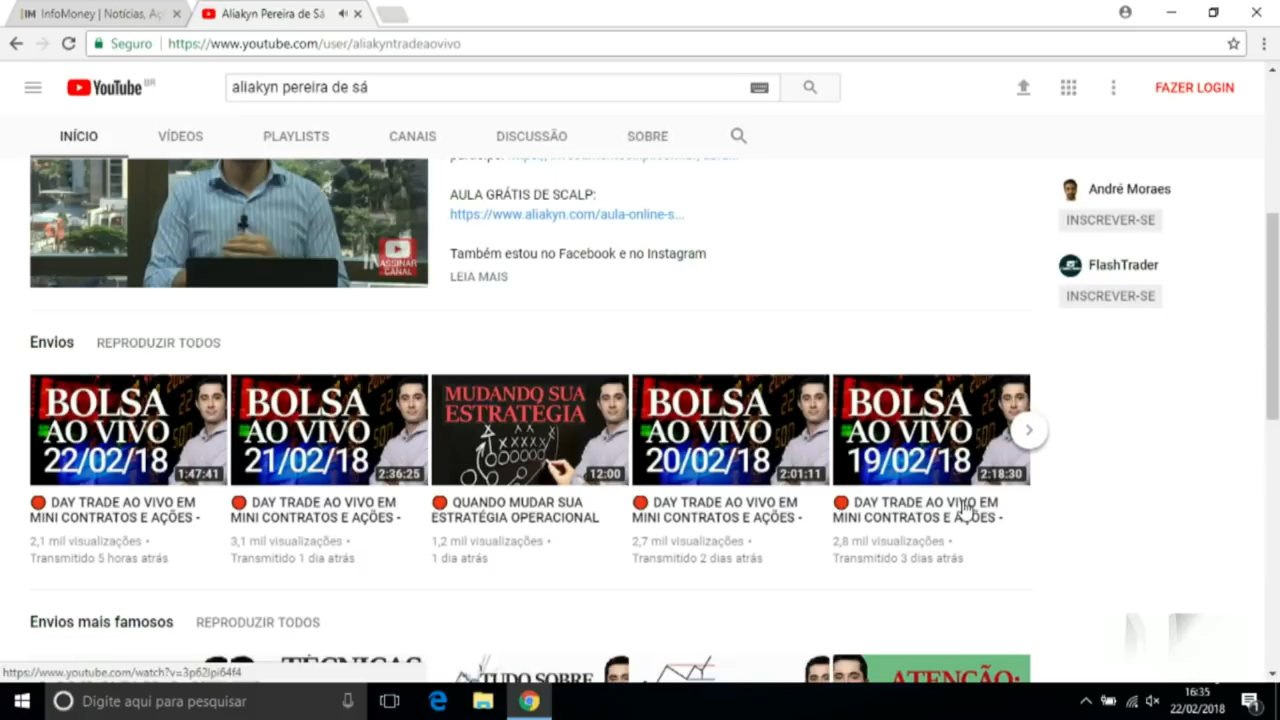 InfoMoney | Notícias, Aç
Aliakyn Pereira de Sá
Seguro
https://www.youtube.com/user/aliakyntradeaovivo
YouTube BR
aliakyn pereira de sá
FAZER LOGIN
INÍCIO VÍDEOS PLAYLISTS CANAIS DISCUSSÃO SOBRE
AULA GRÁTIS DE SCALP:
https://www.aliakyn.com/aula-online-s...
Também estou no Facebook e no Instagram
LEIA MAIS
ASSINAR
CANAL
André Moraes
INSCREVER-SE
FlashTrader
INSCREVER-SE
Envios REPRODUZIR TODOS
BOLSA
AO VIVO
22/02/18
1:47:41
DAY TRADE AO VIVO EM
MINI CONTRATOS E AÇÕES -
2,1 mil visualizações •
Transmitido 5 horas atrás
BOLSA
AO VIVO
21/02/18
2:36:25
DAY TRADE AO VIVO EM
MINI CONTRATOS E AÇÕES -
3,1 mil visualizações •
Transmitido 1 dia atrás
MUDANDO SUA
ESTRATÉGIA
12:00
QUANDO MUDAR SUA
ESTRATÉGIA OPERACIONAL
1,2 mil visualizações •
1 dia atrás
BOLSA
AO VIVO
20/02/18
2:01:11
DAY TRADE AO VIVO EM
MINI CONTRATOS E AÇÕES -
2,7 mil visualizações •
Transmitido 2 dias atrás
BOLSA
AO VIVO
19/02/18
2:18:30
DAY TRADE AO VIVO EM
MINI CONTRATOS E AÇÕES -
2,8 mil visualizações •
Transmitido 3 dias atrás
Envios mais famosos REPRODUZIR TODOS
TÉCNICAS
TUDO SOBRE
ATENÇÃO:
https://www.youtube.com/watch?v=3p62lpi64f4
Digite aqui para pesquisar
16:35
22/02/2018